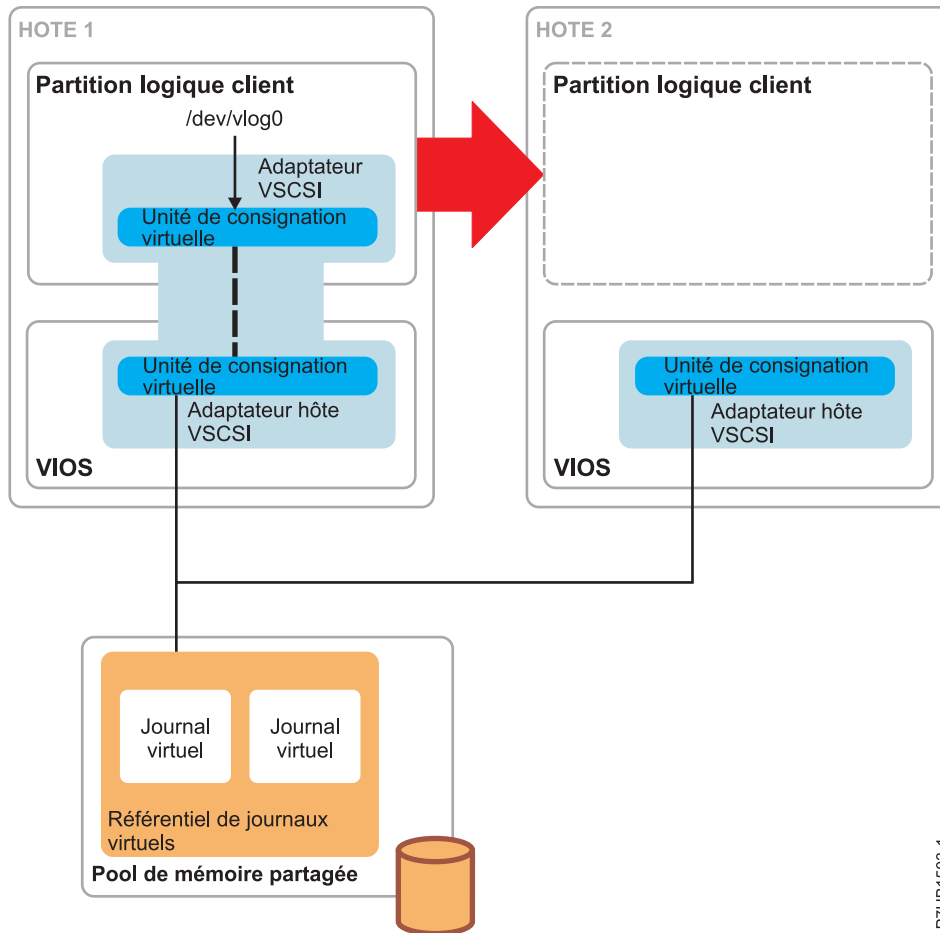 HOTE 1
Partition logique client
/dev/vlog0
Adaptateur
VSCSI
Unité de consignation
virtuelle
Unité de consignation
virtuelle
Adaptateur hôte
VSCSI
VIOS
HOTE 2
Partition logique client
Unité de consignation
virtuelle
Adaptateur hôte
VSCSI
VIOS
Journal
virtuel
Journal
virtuel
Référentiel de journaux
virtuels
Pool de mémoire partagée